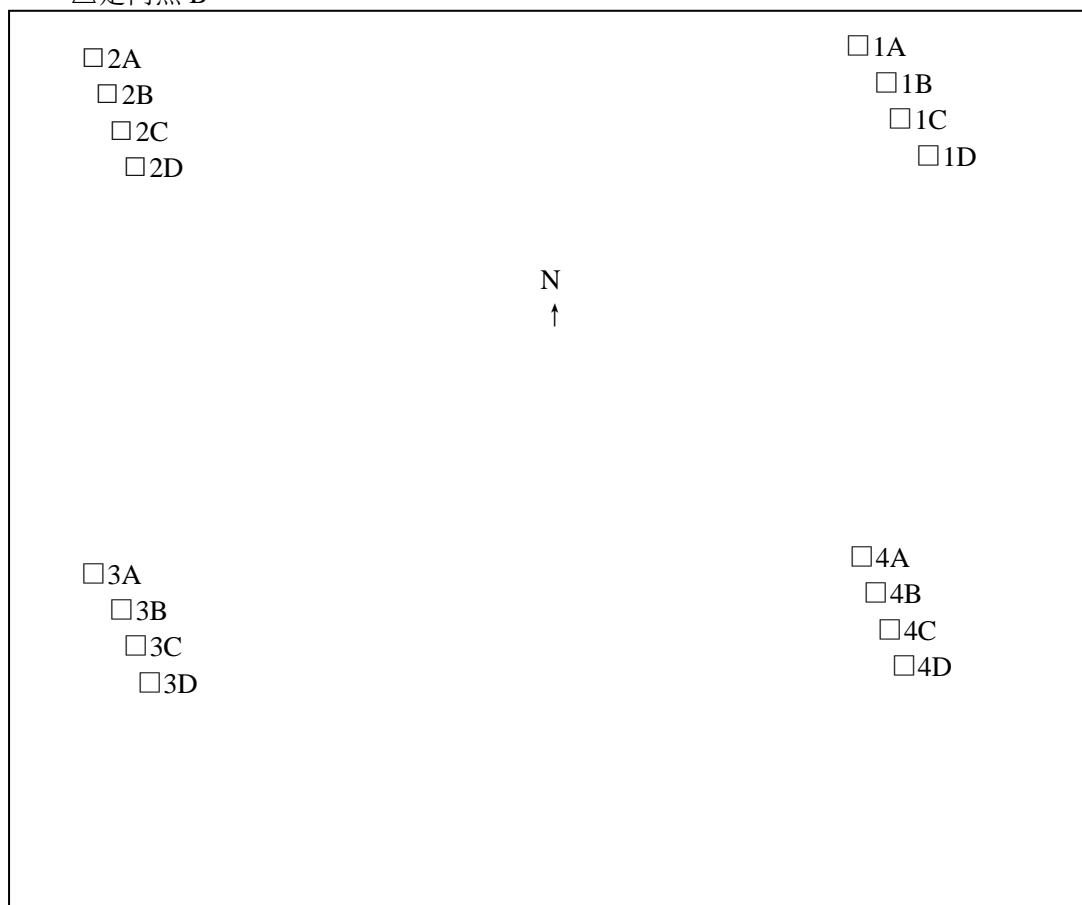 □2A □1A
□2B □1B
□2C □1C
□2D □1D
N
↑
□3A □4A
□3B □4B
□3C □4C
□3D □4D